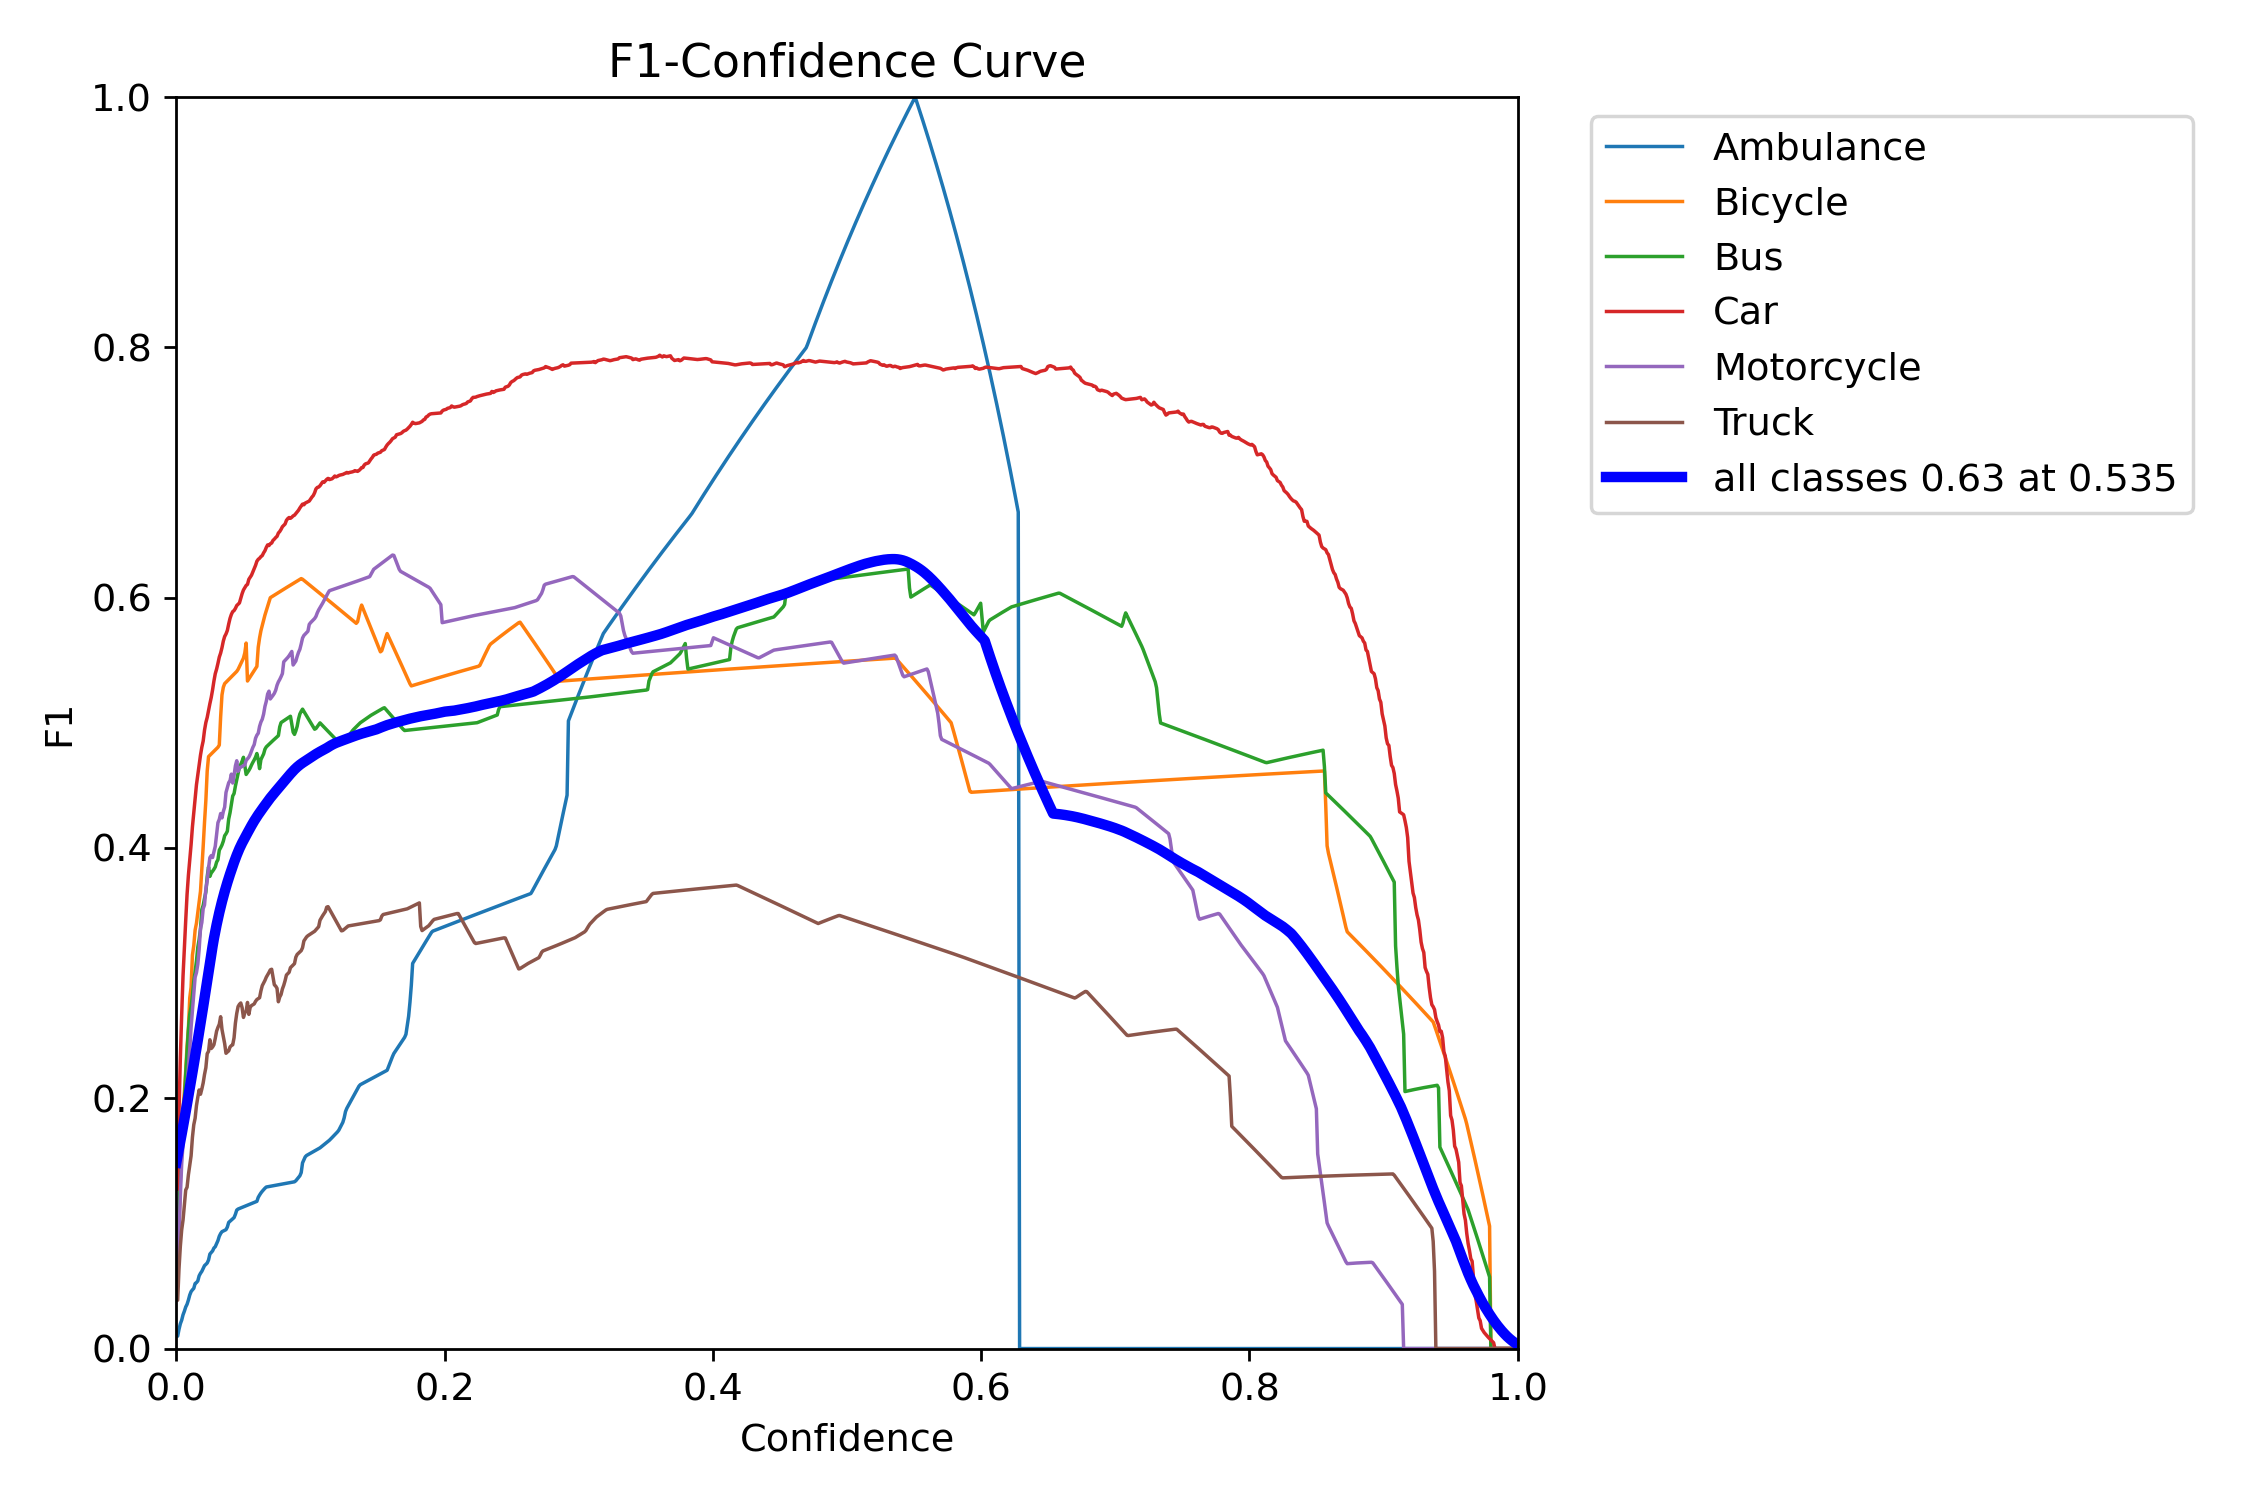 F1-Confidence Curve
1.0
0.8
0.6
0.4
0.2
0.0
F1
0.0 0.2 0.4 0.6 0.8 1.0
Confidence
Ambulance
Bicycle
Bus
Car
Motorcycle
Truck
all classes 0.63 at 0.535